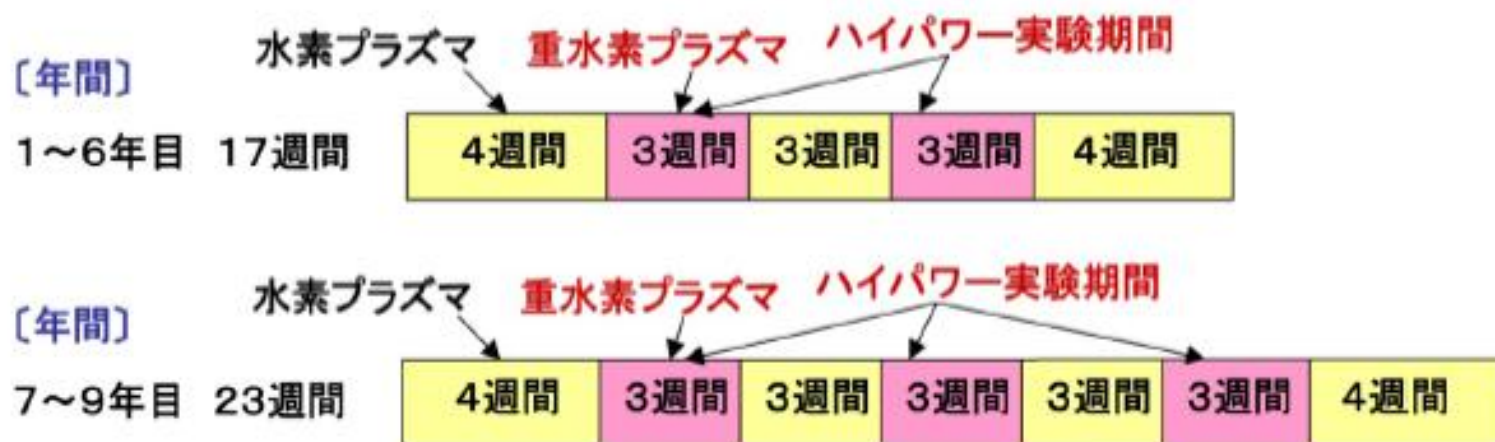 水素プラズマ 重水素プラズマ ハイパワー実験期間
〔年間〕
1～6年目 17週間 4週間 3週間 3週間 3週間 4週間
水素プラズマ 重水素プラズマ ハイパワー実験期間
〔年間〕
7～9年目 23週間 4週間 3週間 3週間 3週間 3週間 3週間 4週間